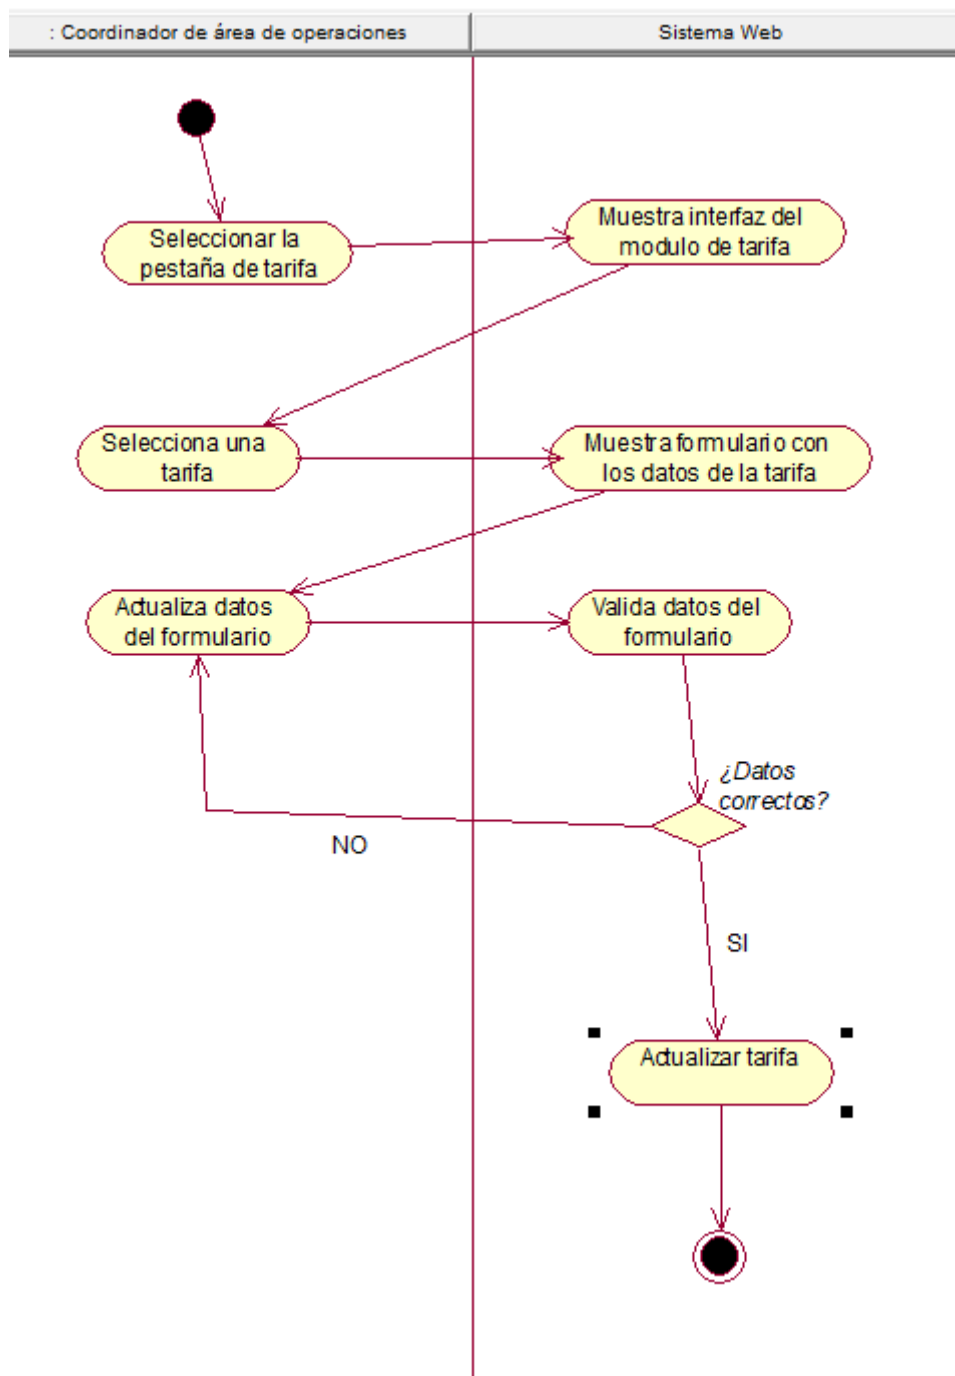 : Coordinador de área de operaciones
Sistema Web
Seleccionar la
pestaña de tarifa
Muestra interfaz del
modulo de tarifa
Selecciona una
tarifa
Muestra formulario con
los datos de la tarifa
Actualiza datos
del formulario
Valida datos del
formulario
¿Datos
correctos?
NO
SI
Actualizar tarifa